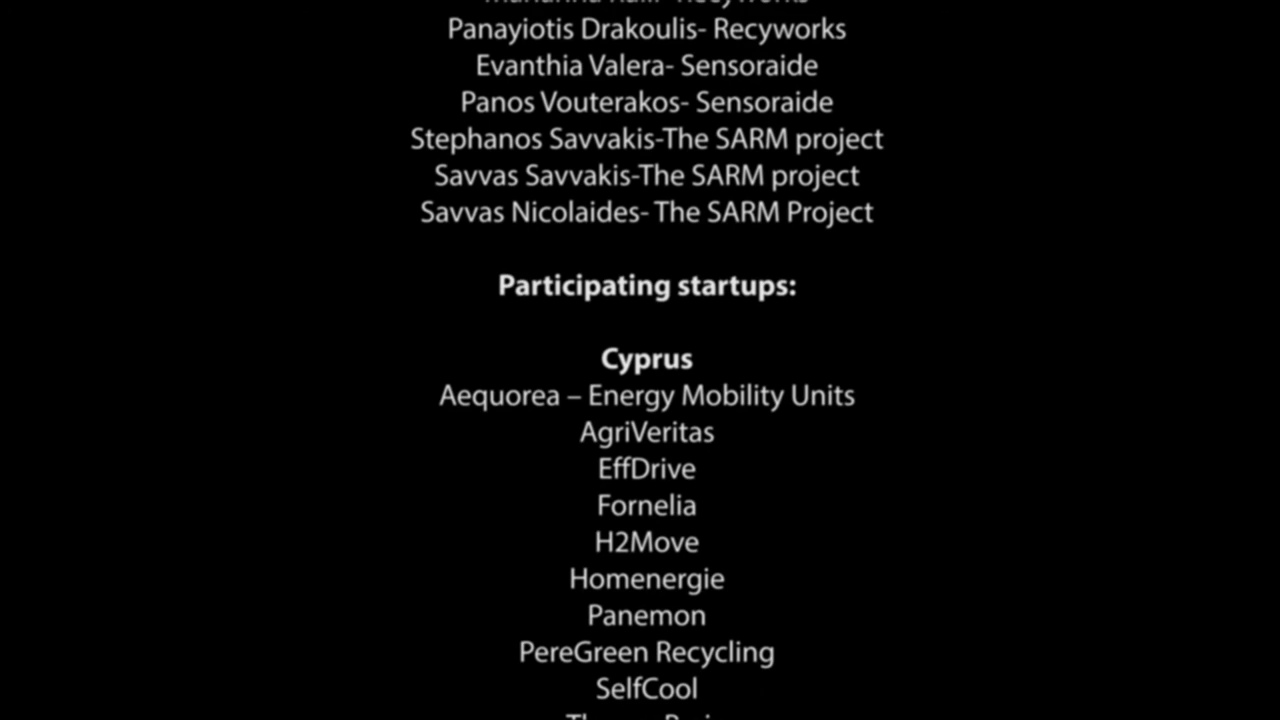 Panayiotis Drakoulis- Recyworks
Evanthia Valera- Sensoraide
Panos Vouterakos- Sensoraide
Stephanos Savvakis-The SARM project
Savvas Savvakis-The SARM project
Savvas Nicolaides- The SARM Project
Participating startups:
Cyprus
Aequorea – Energy Mobility Units
AgriVeritas
EffDrive
Fornelia
H2Move
Homenergie
Panemon
PereGreen Recycling
SelfCool